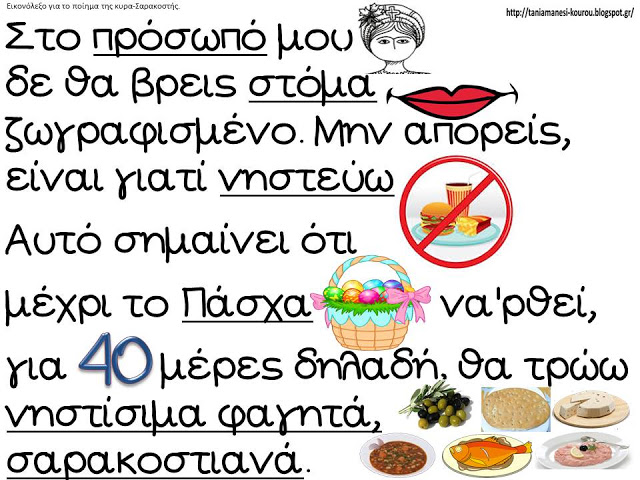 Εικονόλεξο για το ποίημα της κυρα-Σαρακοστής.
http://taniamanesi-kourou.blogspot.gr/
Στο πρόσωπό μου
δε θα βρεις στόμα
ζωγραφισμένο. Μην απορείς,
είναι γιατί νηστεύω
Αυτό σημαίνει ότι
μέχρι το Πάσχα να'ρθεί,
για 40 μέρες δηλαδή, θα τρώω
νηστίσιμα φαγητά,
σαρακοστιανά.